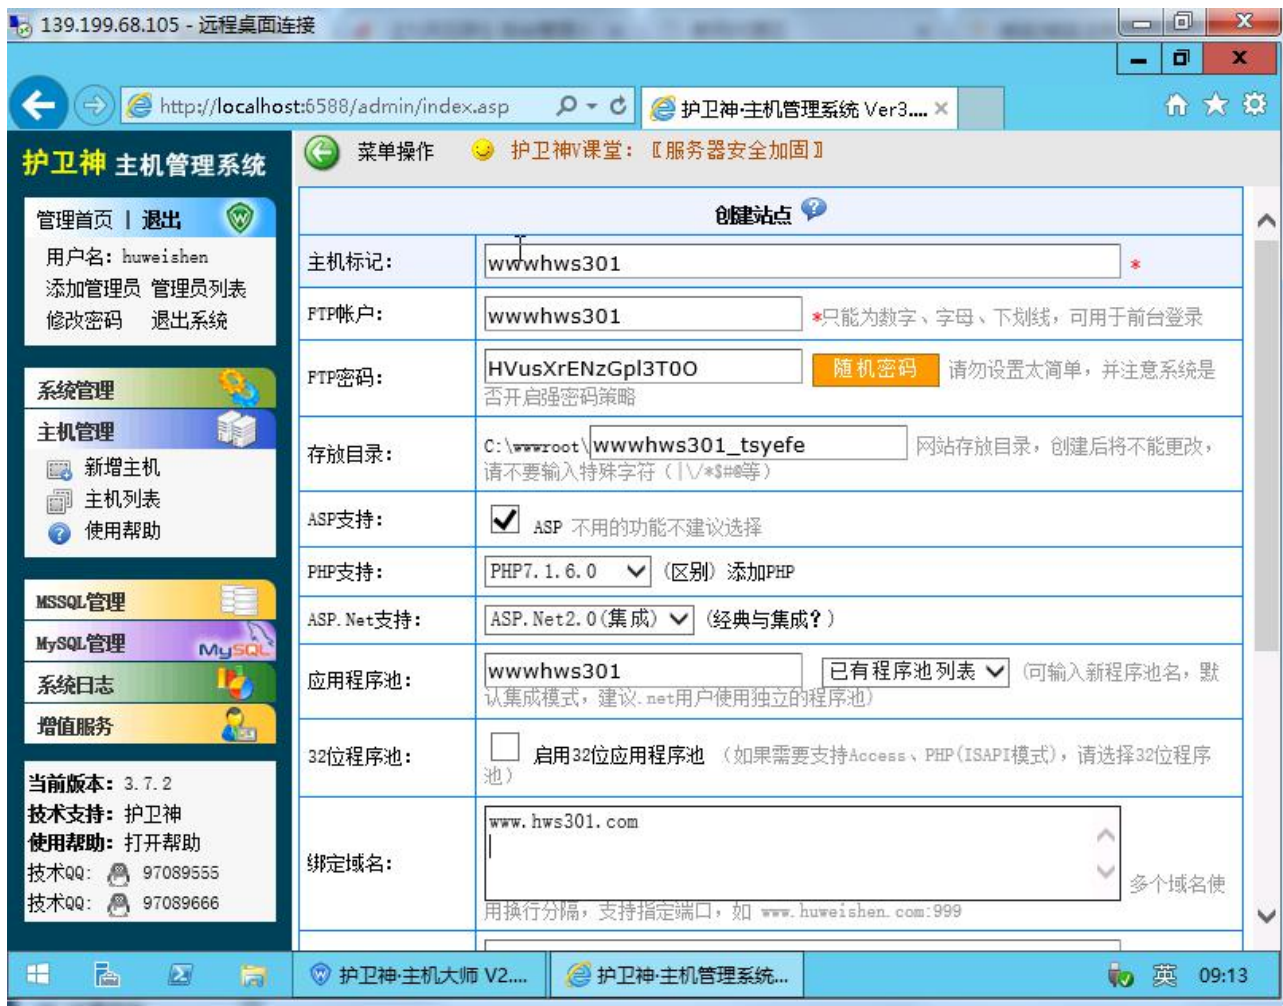 139.199.68.105 - 远程桌面连接
http://localhost:6588/admin/index.asp
护卫神·主机管理系统 Ver3....
护卫神 主机管理系统
菜单操作
护卫神V课堂：〖服务器安全加固〗
管理首页 | 退出
用户名: huweishen
添加管理员 管理员列表
修改密码 退出系统
系统管理
主机管理
新增主机
主机列表
使用帮助
MSSQL管理
MySQL管理
MySQL
系统日志
增值服务
当前版本: 3.7.2
技术支持: 护卫神
使用帮助: 打开帮助
技术QQ: 97089555
技术QQ: 97089666
创建站点
主机标记: wwwhws301 *
FTP帐户: wwwhws301 *只能为数字、字母、下划线，可用于前台登录
FTP密码: HVusXrENzGpl3T0O 随机密码 请勿设置太简单，并注意系统是
否开启强密码策略
存放目录: C:\wwwroot\ wwwhws301_tsyefe 网站存放目录，创建后将不能更改，
请不要输入特殊字符（|\/*$#@等）
ASP支持: ASP 不用的功能不建议选择
PHP支持: PHP7.1.6.0 (区别) 添加PHP
ASP.Net支持: ASP.Net2.0(集成) (经典与集成?)
应用程序池: wwwhws301 已有程序池列表 (可输入新程序池名，默
认集成模式，建议.net用户使用独立的程序池)
32位程序池: 启用32位应用程序池 （如果需要支持Access、PHP(ISAPI模式)，请选择32位程序
池）
绑定域名: www.hws301.com
多个域名使
用换行分隔，支持指定端口，如 www.huweishen.com:999
护卫神·主机大师 V2....
护卫神·主机管理系统...
英 09:13